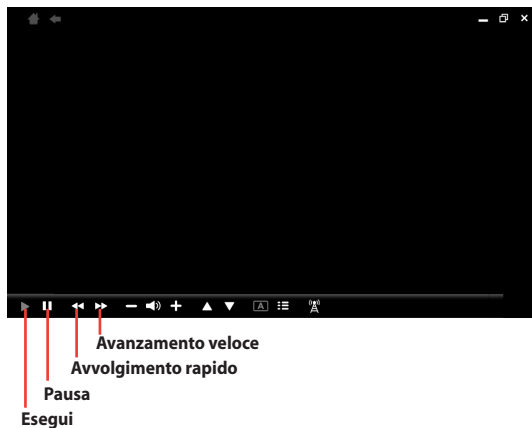 A
Avanzamento veloce
Avvolgimento rapido
Pausa
Esegui